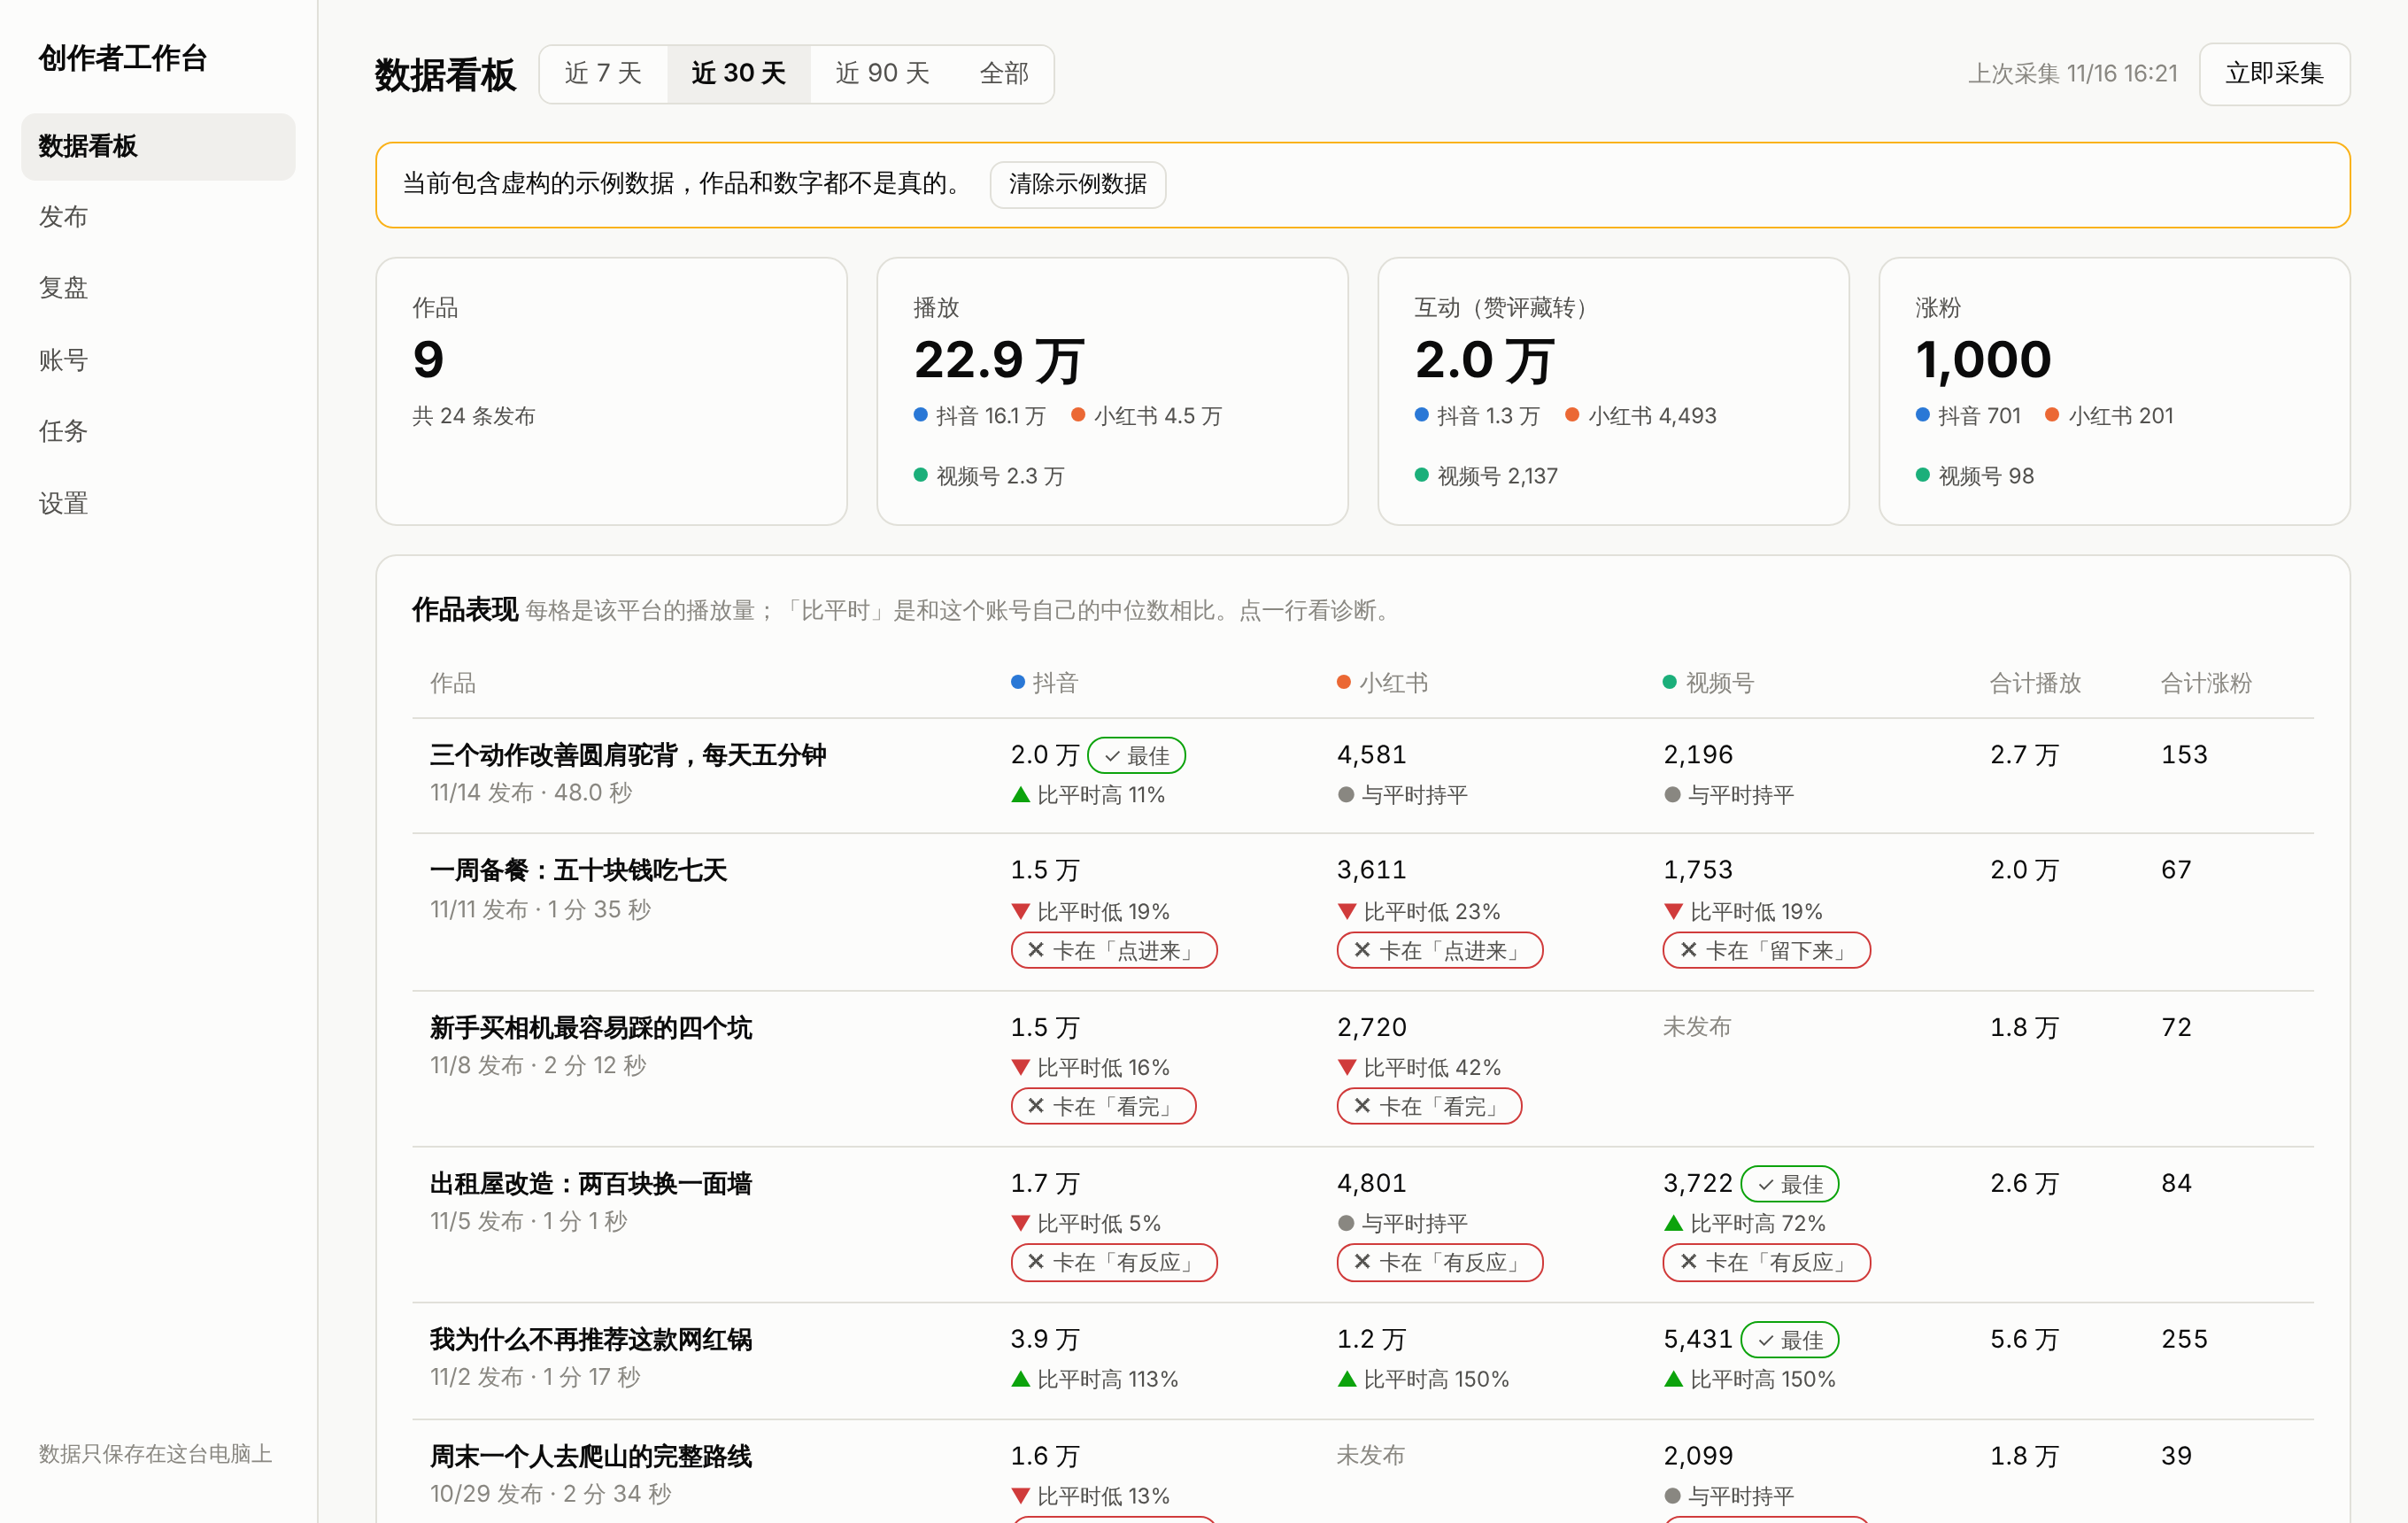 创作者工作台
数据看板
发布
复盘
账号
任务
设置
数据只保存在这台电脑上
数据看板 近 7 天 近 30 天 近 90 天 全部 上次采集 11/16 16:21 立即采集
当前包含虚构的示例数据，作品和数字都不是真的。 清除示例数据
作品
9
共 24 条发布
播放
22.9 万
抖音 16.1 万 小红书 4.5 万
视频号 2.3 万
互动（赞评藏转）
2.0 万
抖音 1.3 万 小红书 4,493
视频号 2,137
涨粉
1,000
抖音 701 小红书 201
视频号 98
作品表现 每格是该平台的播放量；「比平时」是和这个账号自己的中位数相比。点一行看诊断。
作品 抖音 小红书 视频号 合计播放 合计涨粉
三个动作改善圆肩驼背，每天五分钟 2.0 万 ✓ 最佳 4,581 2,196 2.7 万 153
11/14 发布 · 48.0 秒 ▲ 比平时高 11% ● 与平时持平 ● 与平时持平
一周备餐：五十块钱吃七天 1.5 万 3,611 1,753 2.0 万 67
11/11 发布 · 1 分 35 秒 ▼ 比平时低 19% ▼ 比平时低 23% ▼ 比平时低 19%
✕ 卡在「点进来」 ✕ 卡在「点进来」 ✕ 卡在「留下来」
新手买相机最容易踩的四个坑 1.5 万 2,720 未发布 1.8 万 72
11/8 发布 · 2 分 12 秒 ▼ 比平时低 16% ▼ 比平时低 42%
✕ 卡在「看完」 ✕ 卡在「看完」
出租屋改造：两百块换一面墙 1.7 万 4,801 3,722 ✓ 最佳 2.6 万 84
11/5 发布 · 1 分 1 秒 ▼ 比平时低 5% ● 与平时持平 ▲ 比平时高 72%
✕ 卡在「有反应」 ✕ 卡在「有反应」 ✕ 卡在「有反应」
我为什么不再推荐这款网红锅 3.9 万 1.2 万 5,431 ✓ 最佳 5.6 万 255
11/2 发布 · 1 分 17 秒 ▲ 比平时高 113% ▲ 比平时高 150% ▲ 比平时高 150%
周末一个人去爬山的完整路线 1.6 万 未发布 2,099 1.8 万 39
10/29 发布 · 2 分 34 秒 ▼ 比平时低 13% ● 与平时持平